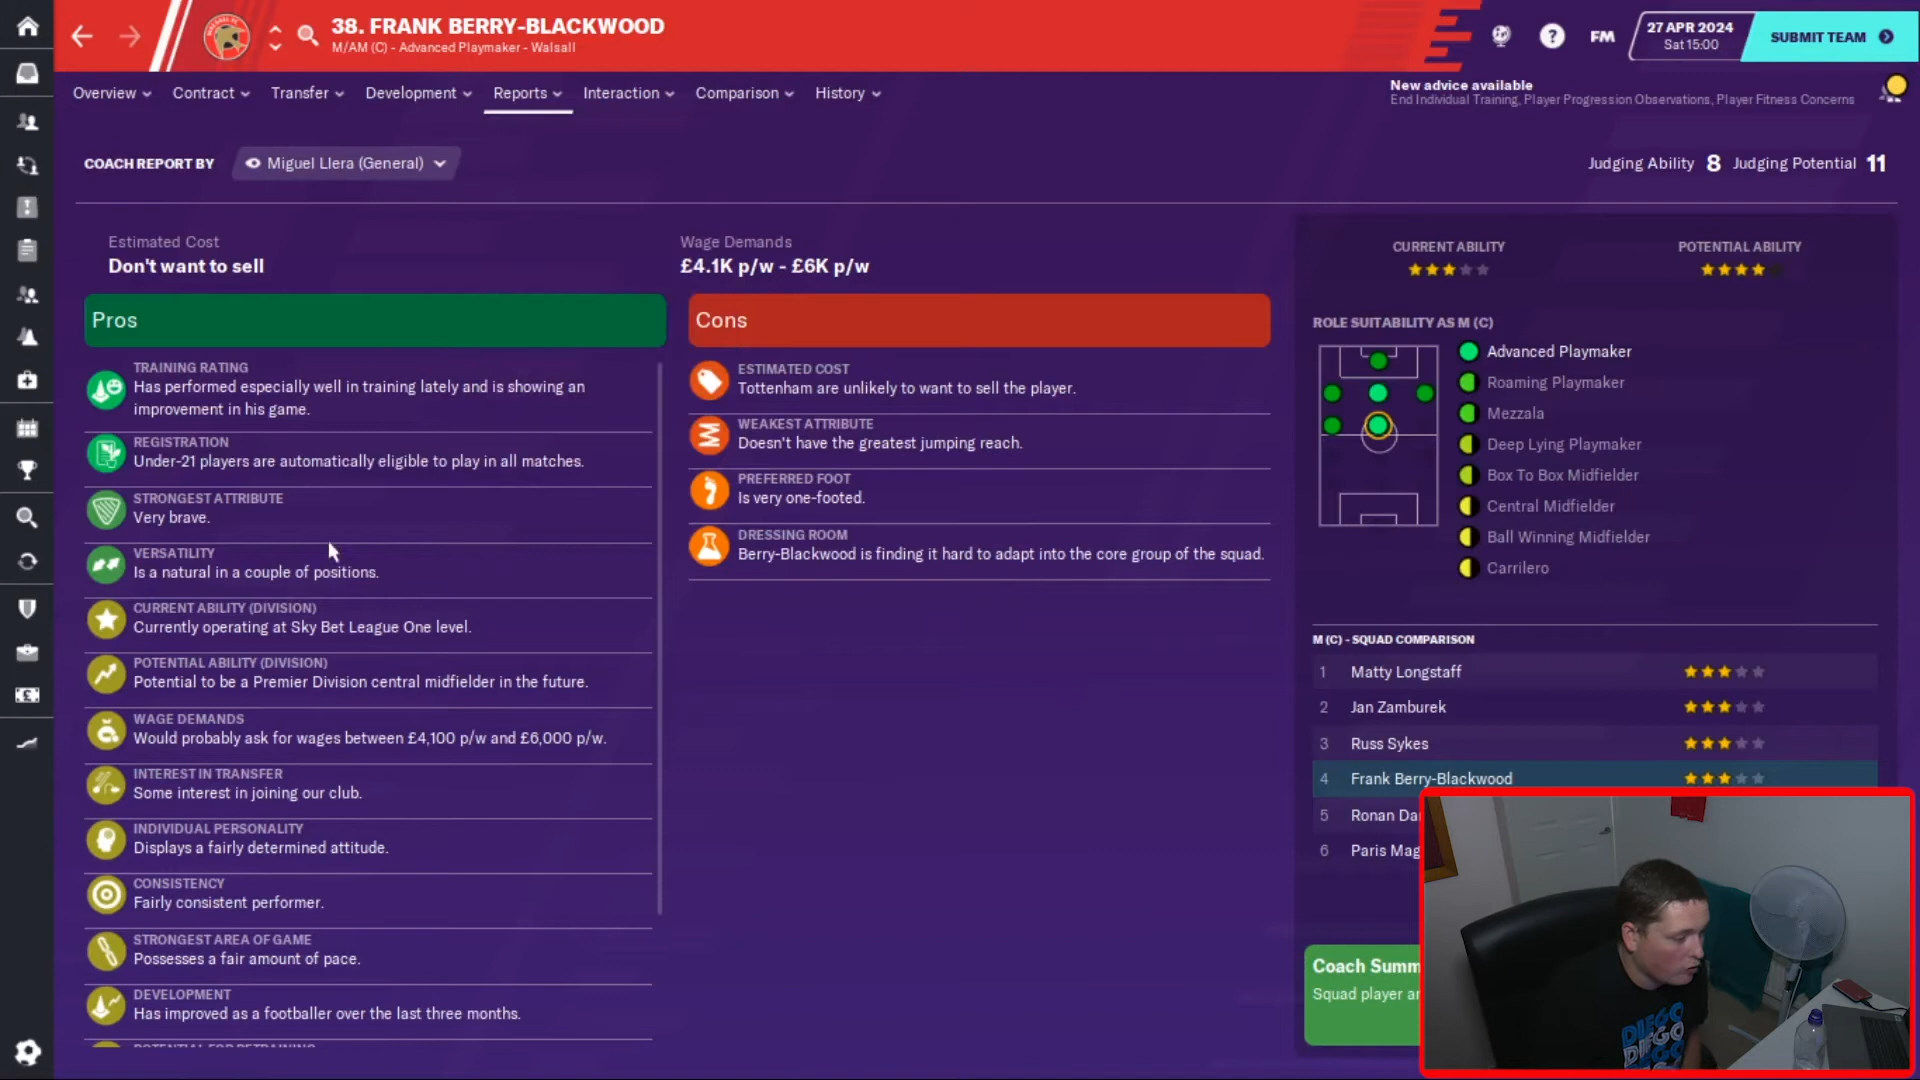 38. FRANK BERRY-BLACKWOOD
M/AM (C) - Advanced Playmaker - Walsall
FM
27 APR 2024
Sat 15:00
SUBMIT TEAM
Overview
Contract
Transfer
Development
Reports
Interaction
Comparison
History
New advice available
End Individual Training, Player Progression Observations, Player Fitness Concerns
COACH REPORT BY
Miguel Llera (General)
Judging Ability 8 Judging Potential 11
Estimated Cost
Don't want to sell
Wage Demands
£4.1K p/w - £6K p/w
Pros
TRAINING RATING
Has performed especially well in training lately and is showing an
improvement in his game.
REGISTRATION
Under-21 players are automatically eligible to play in all matches.
STRONGEST ATTRIBUTE
Very brave.
VERSATILITY
Is a natural in a couple of positions.
CURRENT ABILITY (DIVISION)
Currently operating at Sky Bet League One level.
POTENTIAL ABILITY (DIVISION)
Potential to be a Premier Division central midfielder in the future.
WAGE DEMANDS
Would probably ask for wages between £4,100 p/w and £6,000 p/w.
INTEREST IN TRANSFER
Some interest in joining our club.
INDIVIDUAL PERSONALITY
Displays a fairly determined attitude.
CONSISTENCY
Fairly consistent performer.
STRONGEST AREA OF GAME
Possesses a fair amount of pace.
DEVELOPMENT
Has improved as a footballer over the last three months.
Cons
ESTIMATED COST
Tottenham are unlikely to want to sell the player.
WEAKEST ATTRIBUTE
Doesn't have the greatest jumping reach.
PREFERRED FOOT
Is very one-footed.
DRESSING ROOM
Berry-Blackwood is finding it hard to adapt into the core group of the squad.
CURRENT ABILITY
POTENTIAL ABILITY
ROLE SUITABILITY AS M (C)
Advanced Playmaker
Roaming Playmaker
Mezzala
Deep Lying Playmaker
Box To Box Midfielder
Central Midfielder
Ball Winning Midfielder
Carrilero
M (C) - SQUAD COMPARISON
1 Matty Longstaff
2 Jan Zamburek
3 Russ Sykes
4 Frank Berry-Blackwood
5 Ronan Da
6 Paris Mag
Coach Summ
Squad player ar
DIEGO
DIEGO
DIEGO